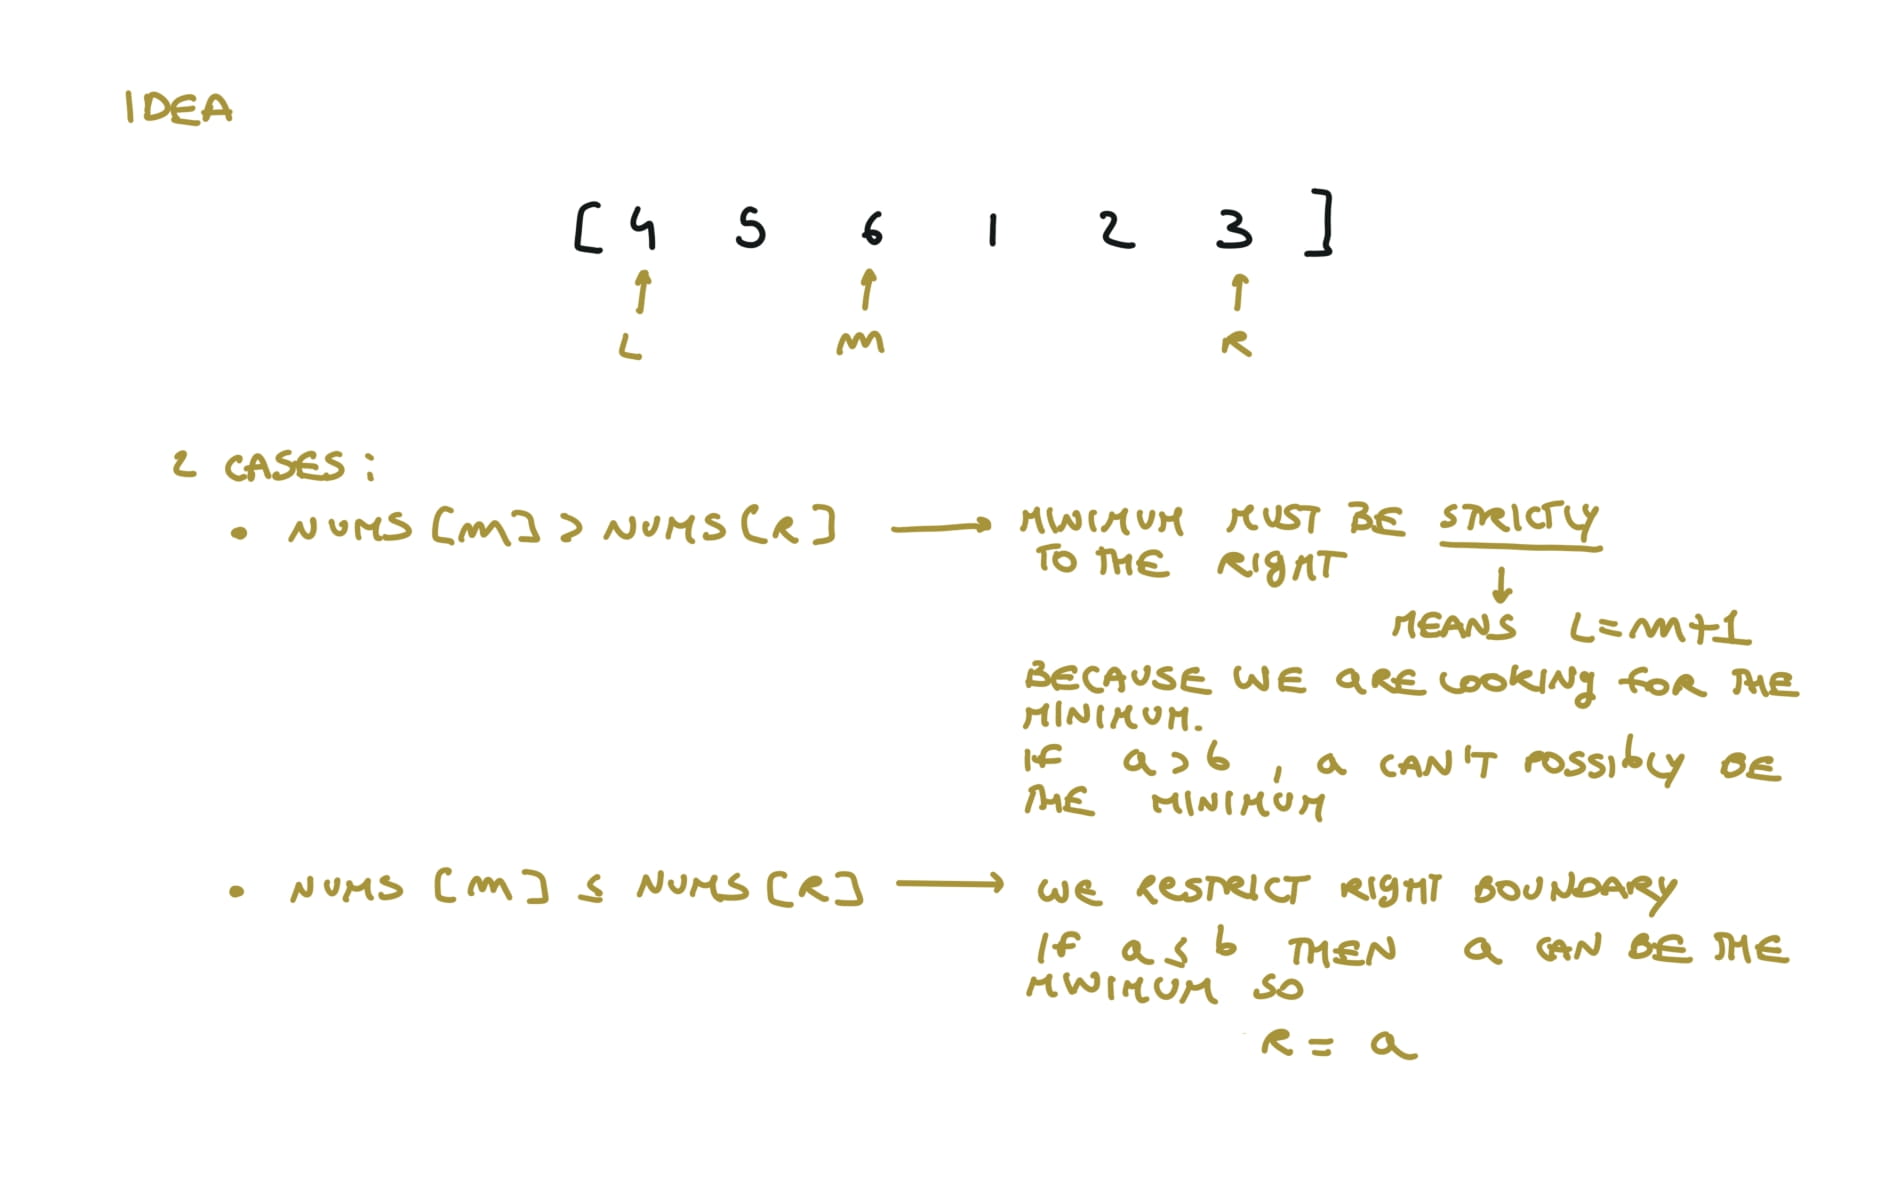 IDEA
[ 4 5 6 1 2 3 ]
↑ ↑ ↑
L m R
2 CASES:
• NUMS [m] > NUMS [R] → MINIMUM MUST BE STRICTLY
TO THE RIGHT
↓
MEANS L=m+1
BECAUSE WE ARE LOOKING FOR THE
MINIMUM.
IF a > b, a CAN'T POSSIBLY BE
THE MINIMUM
• NUMS [m] ≤ NUMS [R] → WE RESTRICT RIGHT BOUNDARY
IF a ≤ b THEN a CAN BE THE
MINIMUM SO
R = a